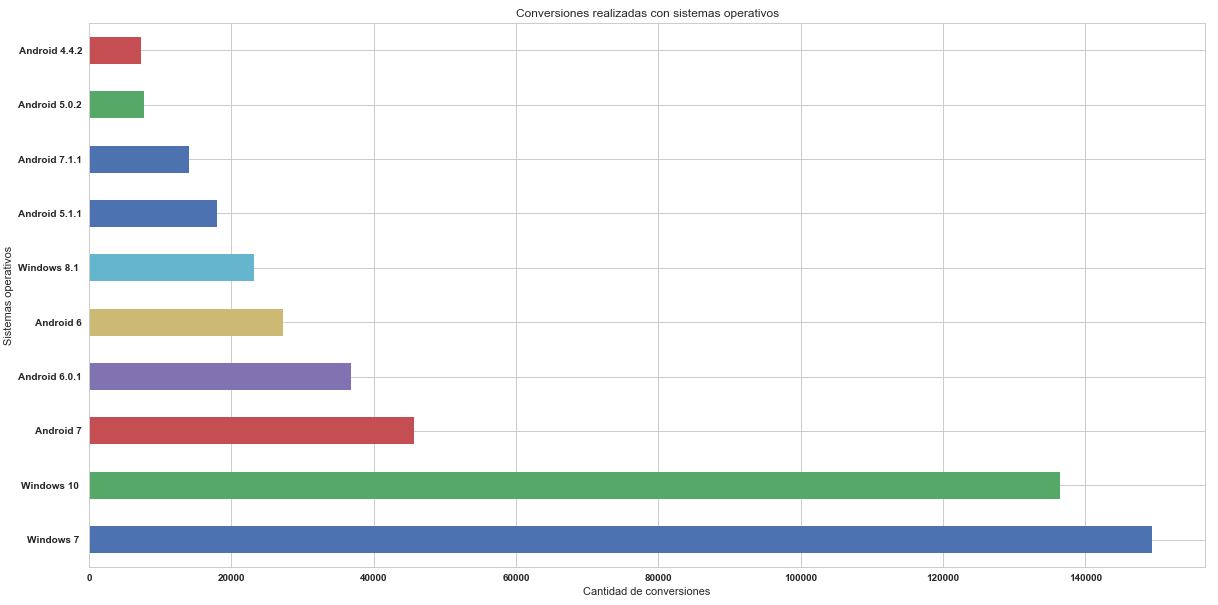 Conversiones realizadas con sistemas operativos
Sistemas operativos
Android 4.4.2
Android 5.0.2
Android 7.1.1
Android 5.1.1
Windows 8.1
Android 6
Android 6.0.1
Android 7
Windows 10
Windows 7
0 20000 40000 60000 80000 100000 120000 140000
Cantidad de conversiones